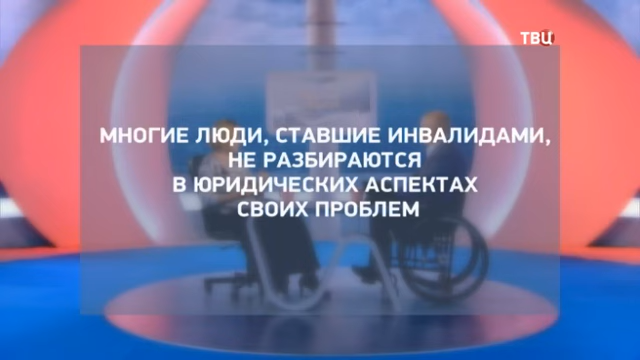 ТВЦ
МНОГИЕ ЛЮДИ, СТАВШИЕ ИНВАЛИДАМИ,
НЕ РАЗБИРАЮТСЯ
В ЮРИДИЧЕСКИХ АСПЕКТАХ
СВОИХ ПРОБЛЕМ